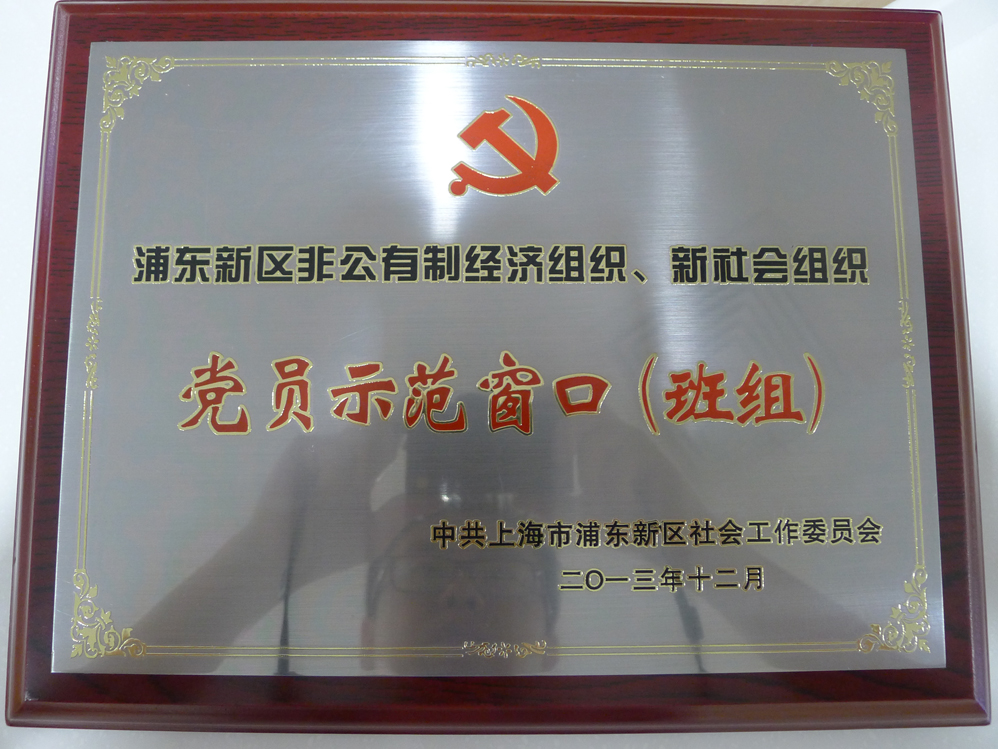 浦东新区非公有制经济组织、新社会组织
党员示范窗口(班组)
中共上海市浦东新区社会工作委员会
二〇一三年十二月